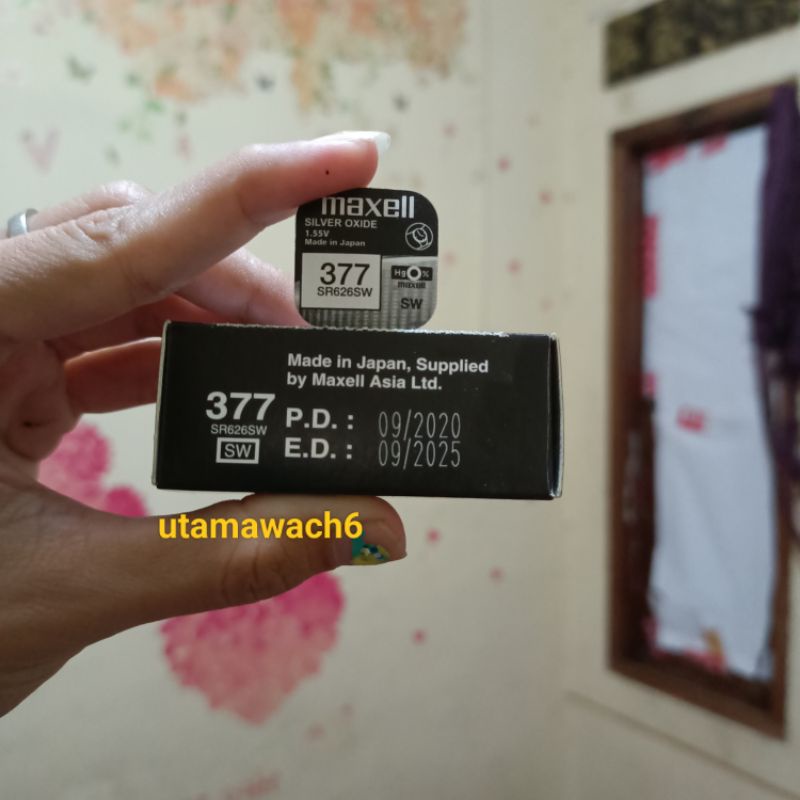 maxell
SILVER OXIDE
1.55V
Made in Japan
377
SR626SW
Hg 0%
maxell
SW
Made in Japan, Supplied
by Maxell Asia Ltd.
377
SR626SW
SW
P.D. : 09/2020
E.D. : 09/2025
utamawach6